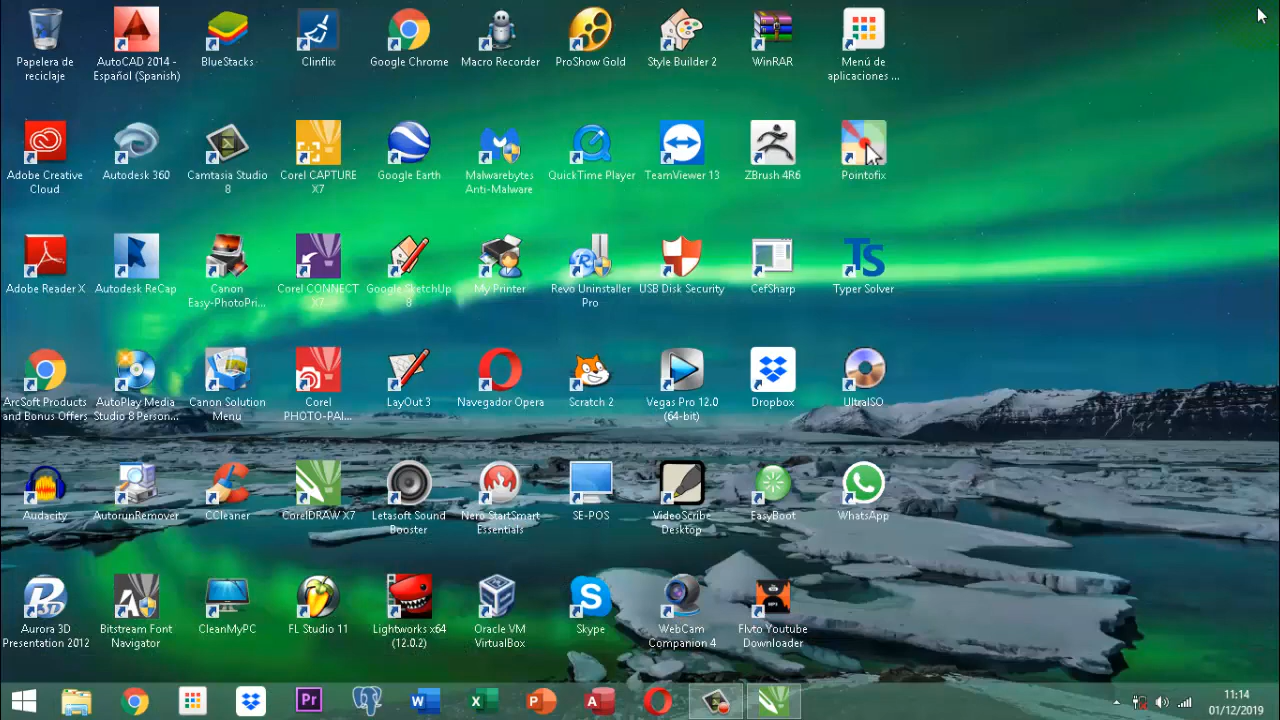 Papelera de
reciclaje
AutoCAD 2014 -
Español (Spanish)
BlueStacks
Clinflix
Google Chrome
Macro Recorder
ProShow Gold
Style Builder 2
WinRAR
Menú de
aplicaciones ...
Adobe Creative
Cloud
Autodesk 360
Camtasia Studio
8
Corel CAPTURE
X7
Google Earth
Malwarebytes
Anti-Malware
QuickTime Player
TeamViewer 13
ZBrush 4R6
Pointofix
Adobe Reader X
Autodesk ReCap
Canon
Easy-PhotoPri...
Corel CONNECT
X7
Google SketchUp
8
My Printer
Revo Uninstaller
Pro
USB Disk Security
CefSharp
TS
Typer Solver
ArcSoft Products
and Bonus Offers
AutoPlay Media
Studio 8 Person...
Canon Solution
Menu
Corel
PHOTO-PAI...
LayOut 3
Navegador Opera
Scratch 2
Vegas Pro 12.0
(64-bit)
Dropbox
UltraISO
Audacity
AutorunRemover
CCleaner
CorelDRAW X7
Letasoft Sound
Booster
Nero StartSmart
Essentials
SE-POS
VideoScribe
Desktop
EasyBoot
WhatsApp
Aurora 3D
Presentation 2012
Bitstream Font
Navigator
CleanMyPC
FL Studio 11
Lightworks x64
(12.0.2)
Oracle VM
VirtualBox
Skype
WebCam
Companion 4
Flvto Youtube
Downloader
Pr
11:14
01/12/2019